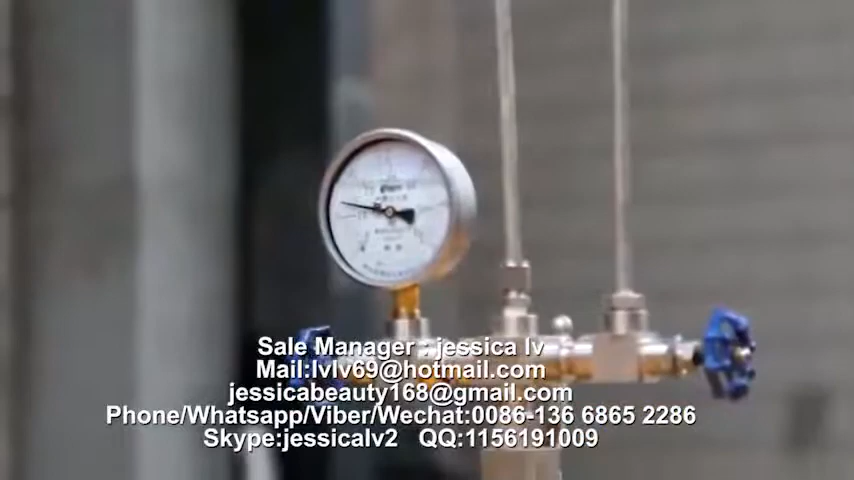 Sale Manager : jessica lv
Mail:lvlv69@hotmail.com
jessicabeauty168@gmail.com
Phone/Whatsapp/Viber/Wechat:0086-136 6865 2286
Skype:jessicalv2 QQ:1156191009